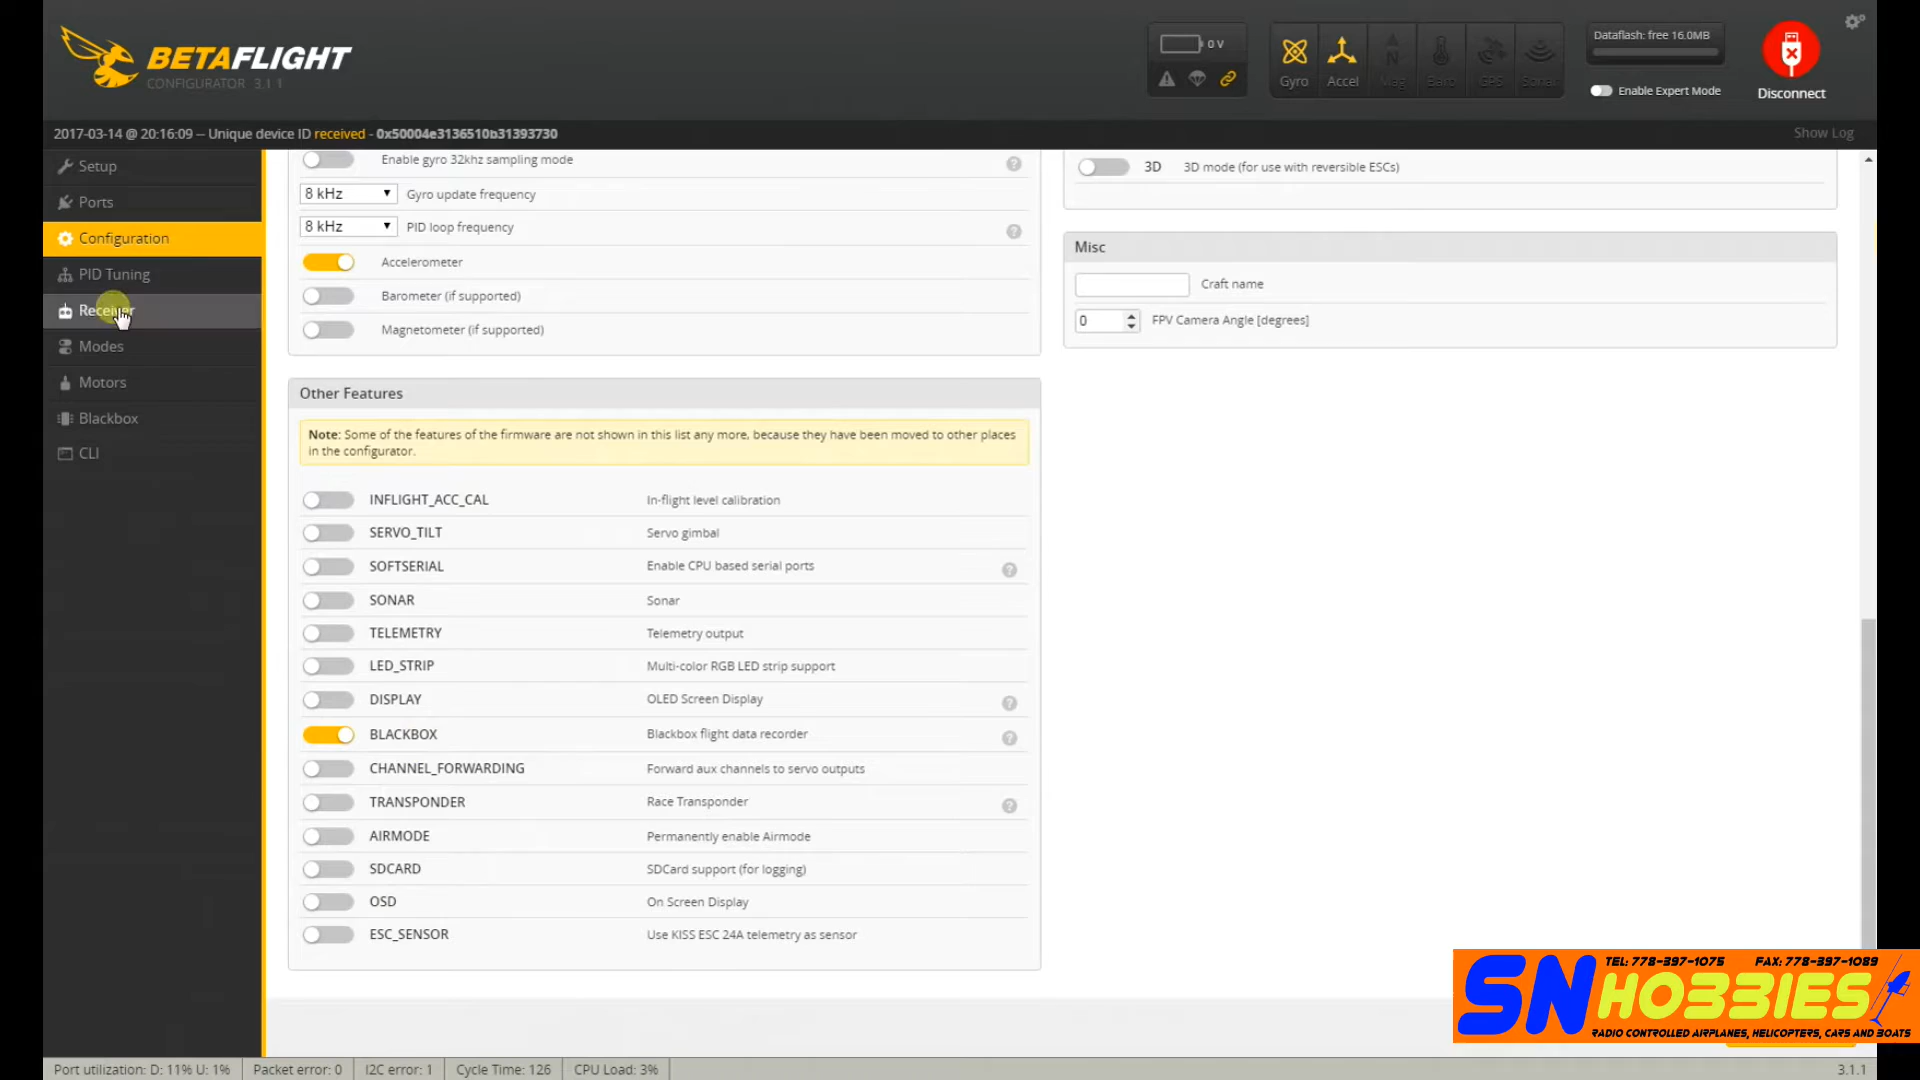 BETAFLIGHT
CONFIGURATOR 3.1.1
0 V
Gyro
Accel
Mag
Baro
GPS
Sonar
Dataflash: free 16.0MB
Enable Expert Mode
Disconnect
2017-03-14 @ 20:16:09 -- Unique device ID received - 0x50004e3136510b31393730
Show Log
Setup
Ports
Configuration
PID Tuning
Receiver
Modes
Motors
Blackbox
CLI
Enable gyro 32khz sampling mode
8 kHz Gyro update frequency
8 kHz PID loop frequency
Accelerometer
Barometer (if supported)
Magnetometer (if supported)
3D 3D mode (for use with reversible ESCs)
Misc
Craft name
0 FPV Camera Angle [degrees]
Other Features
Note: Some of the features of the firmware are not shown in this list any more, because they have been moved to other places
in the configurator.
INFLIGHT_ACC_CAL In-flight level calibration
SERVO_TILT Servo gimbal
SOFTSERIAL Enable CPU based serial ports
SONAR Sonar
TELEMETRY Telemetry output
LED_STRIP Multi-color RGB LED strip support
DISPLAY OLED Screen Display
BLACKBOX Blackbox flight data recorder
CHANNEL_FORWARDING Forward aux channels to servo outputs
TRANSPONDER Race Transponder
AIRMODE Permanently enable Airmode
SDCARD SDCard support (for logging)
OSD On Screen Display
ESC_SENSOR Use KISS ESC 24A telemetry as sensor
TEL: 778-397-1075 FAX: 778-397-1089
SN HOBBIES
RADIO CONTROLLED AIRPLANES, HELICOPTERS, CARS AND BOATS
Port utilization: D: 11% U: 1% Packet error: 0 I2C error: 1 Cycle Time: 126 CPU Load: 3%
3.1.1